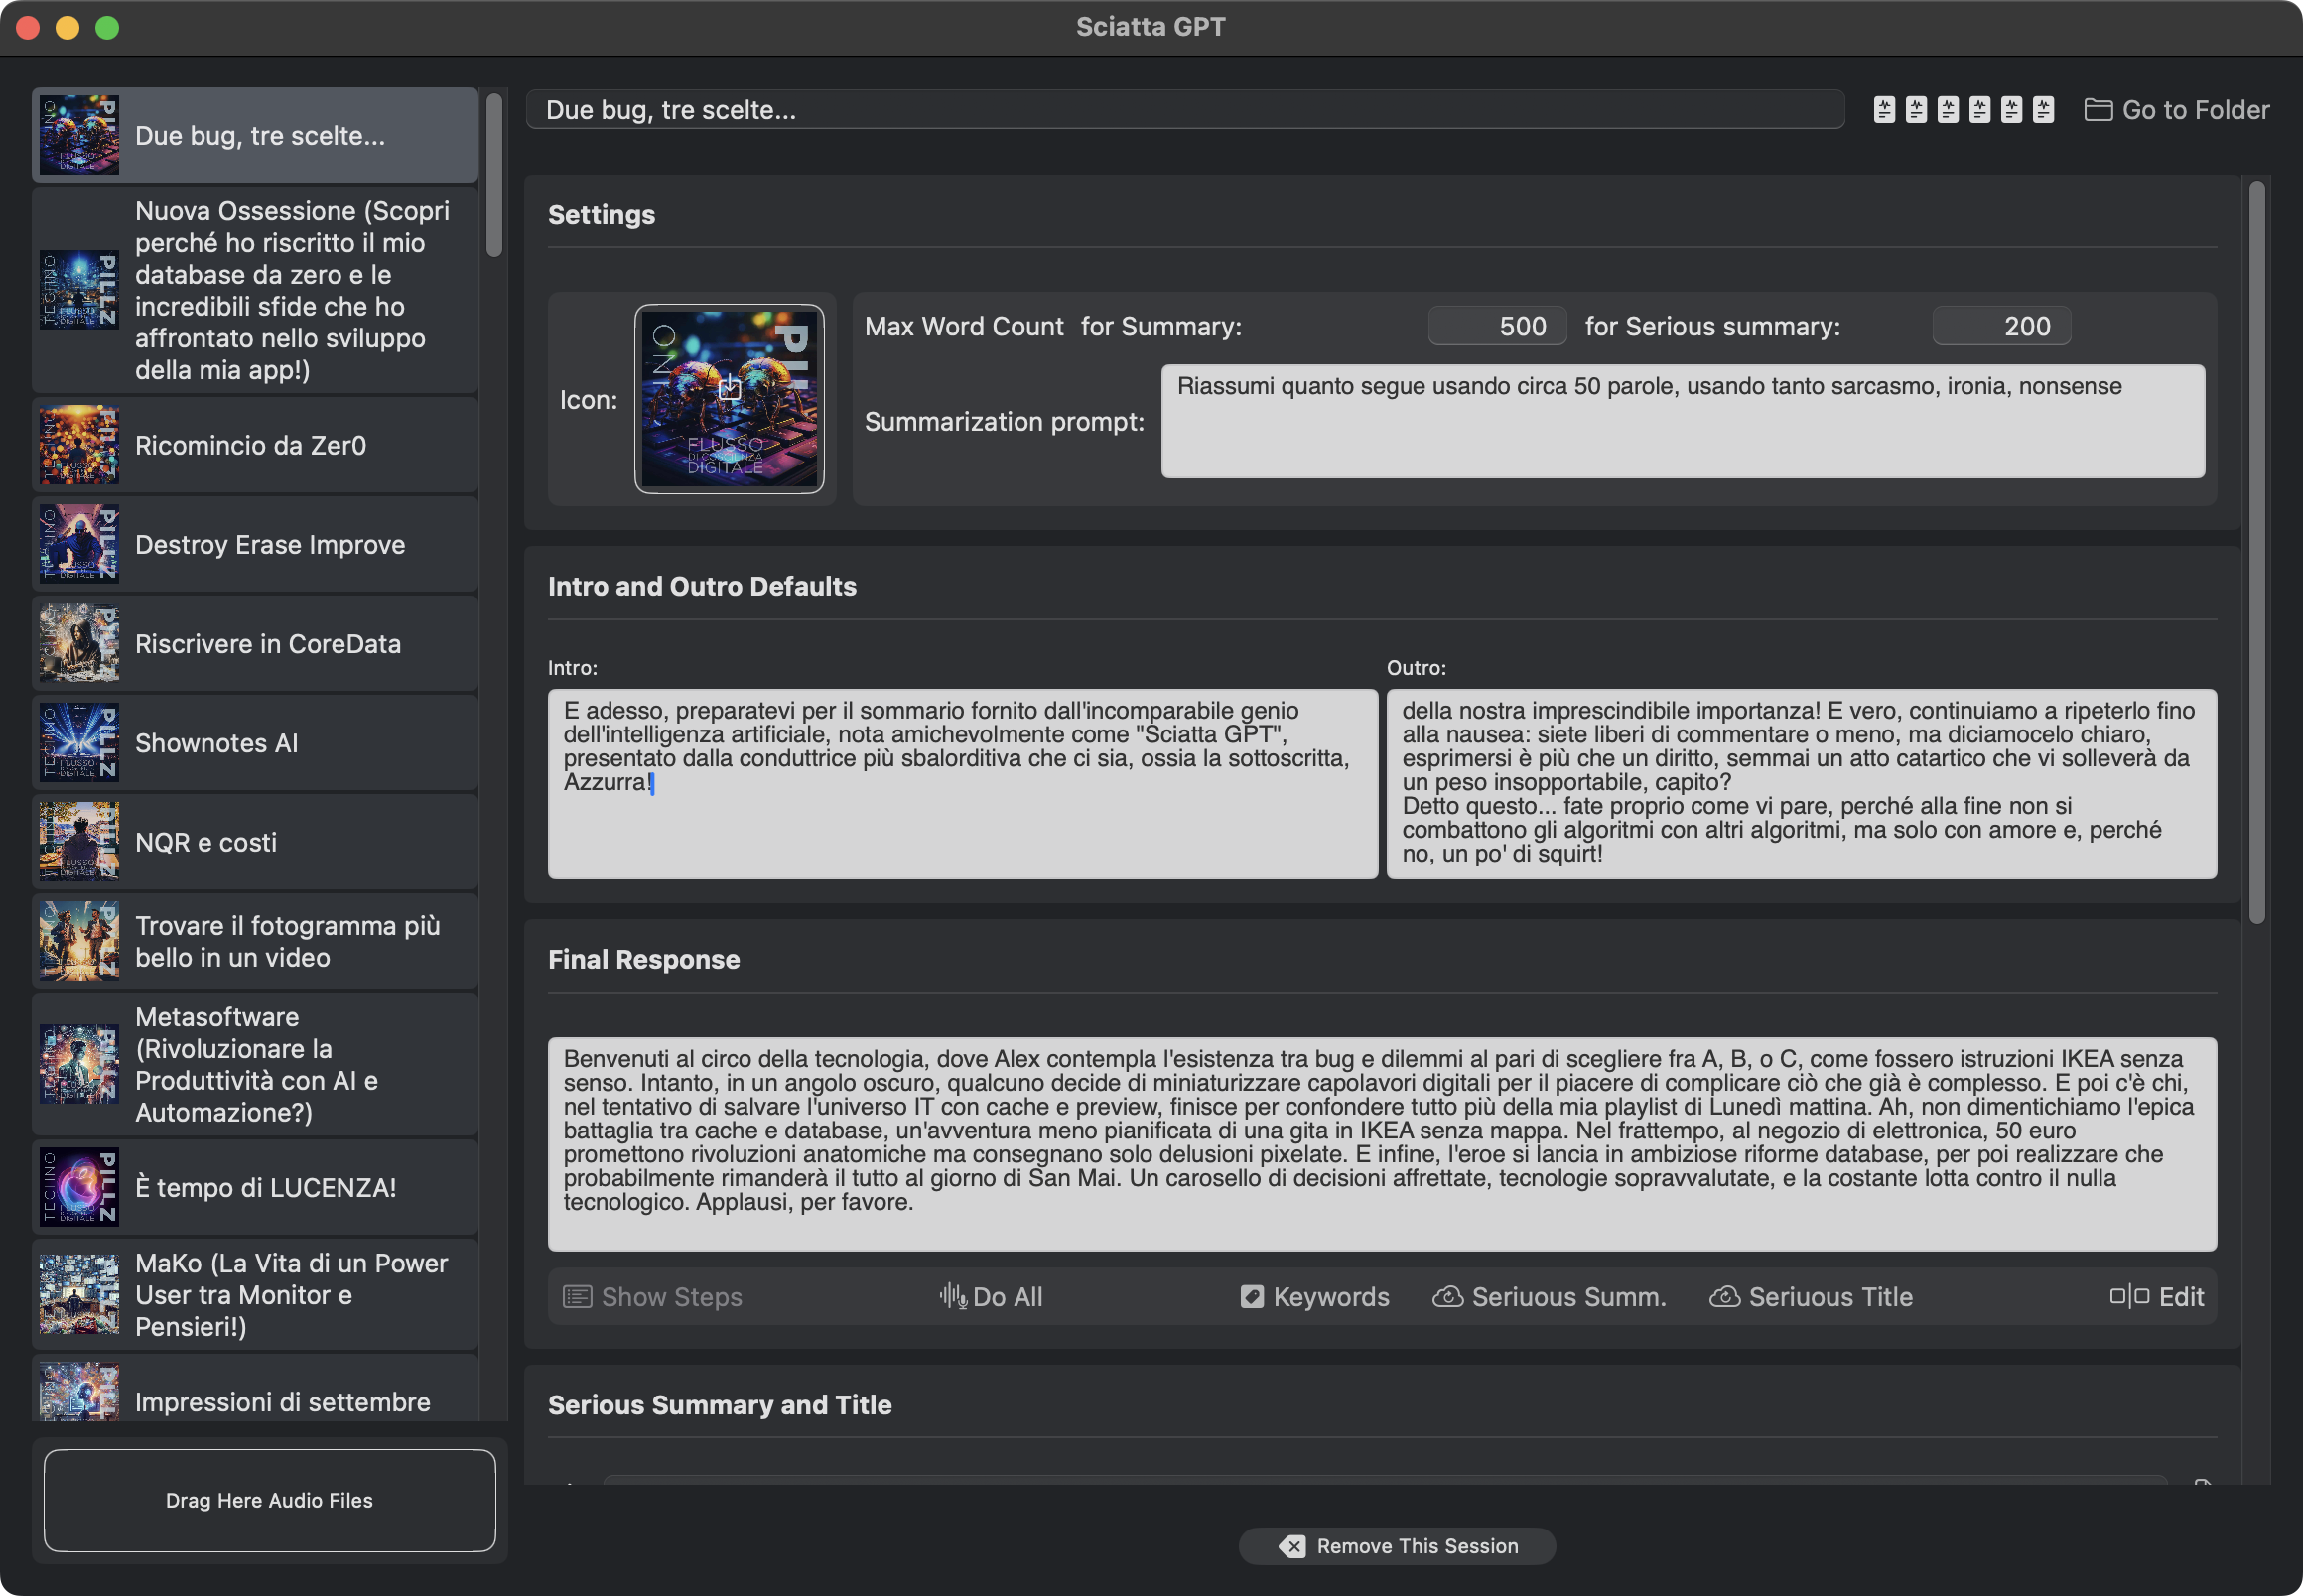 Sciatta GPT
Due bug, tre scelte...
Nuova Ossessione (Scopri
perché ho riscritto il mio
database da zero e le
incredibili sfide che ho
affrontato nello sviluppo
della mia app!)
Ricomincio da Zer0
Destroy Erase Improve
Riscrivere in CoreData
Shownotes AI
NQR e costi
Trovare il fotogramma più
bello in un video
Metasoftware
(Rivoluzionare la
Produttività con AI e
Automazione?)
È tempo di LUCENZA!
MaKo (La Vita di un Power
User tra Monitor e
Pensieri!)
Impressioni di settembre
Drag Here Audio Files
Due bug, tre scelte...
Go to Folder
Settings
Icon:
FLUSSO
DI COSCIENZA
DIGITALE
Max Word Count for Summary: 500 for Serious summary: 200
Summarization prompt:
Riassumi quanto segue usando circa 50 parole, usando tanto sarcasmo, ironia, nonsense
Intro and Outro Defaults
Intro:
E adesso, preparatevi per il sommario fornito dall'incomparabile genio
dell'intelligenza artificiale, nota amichevolmente come "Sciatta GPT",
presentato dalla conduttrice più sbalorditiva che ci sia, ossia la sottoscritta,
Azzurra!
Outro:
della nostra imprescindibile importanza! E vero, continuiamo a ripeterlo fino
alla nausea: siete liberi di commentare o meno, ma diciamocelo chiaro,
esprimersi è più che un diritto, semmai un atto catartico che vi solleverà da
un peso insopportabile, capito?
Detto questo... fate proprio come vi pare, perché alla fine non si
combattono gli algoritmi con altri algoritmi, ma solo con amore e, perché
no, un po' di squirt!
Final Response
Benvenuti al circo della tecnologia, dove Alex contempla l'esistenza tra bug e dilemmi al pari di scegliere fra A, B, o C, come fossero istruzioni IKEA senza
senso. Intanto, in un angolo oscuro, qualcuno decide di miniaturizzare capolavori digitali per il piacere di complicare ciò che già è complesso. E poi c'è chi,
nel tentativo di salvare l'universo IT con cache e preview, finisce per confondere tutto più della mia playlist di Lunedì mattina. Ah, non dimentichiamo l'epica
battaglia tra cache e database, un'avventura meno pianificata di una gita in IKEA senza mappa. Nel frattempo, al negozio di elettronica, 50 euro
promettono rivoluzioni anatomiche ma consegnano solo delusioni pixelate. E infine, l'eroe si lancia in ambiziose riforme database, per poi realizzare che
probabilmente rimanderà il tutto al giorno di San Mai. Un carosello di decisioni affrettate, tecnologie sopravvalutate, e la costante lotta contro il nulla
tecnologico. Applausi, per favore.
Show Steps
Do All
Keywords
Seriuous Summ.
Seriuous Title
Edit
Serious Summary and Title
Remove This Session